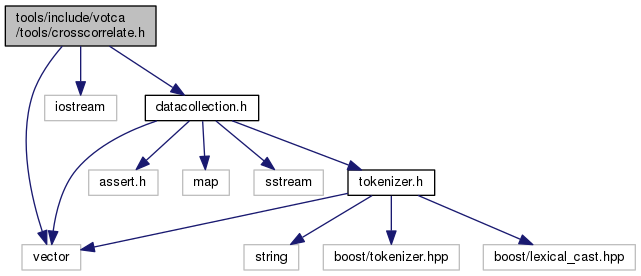 tools/include/votca
/tools/crosscorrelate.h
iostream
datacollection.h
assert.h
map
sstream
tokenizer.h
vector
string
boost/tokenizer.hpp
boost/lexical_cast.hpp